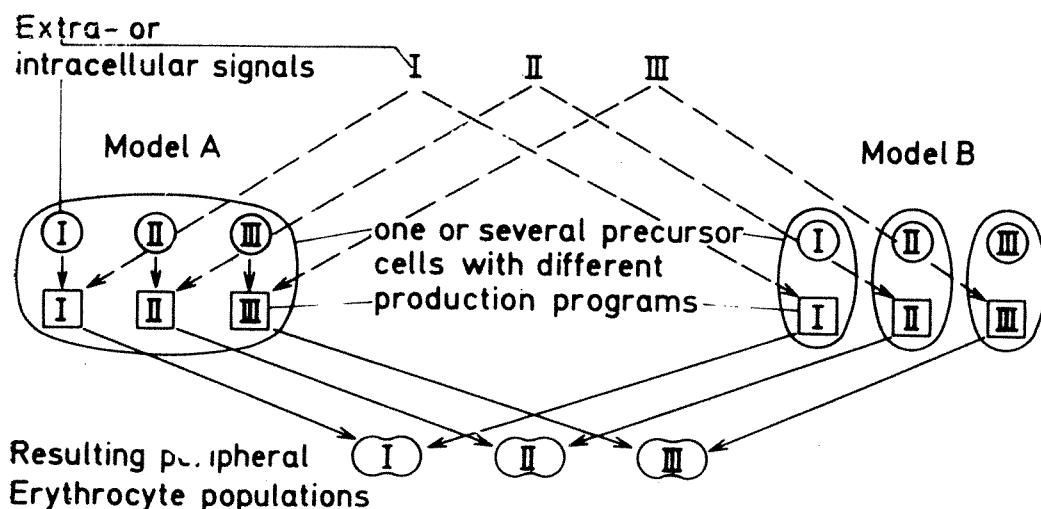 Extra- or
intracellular signals
I II III
Model A
Model B
I II III
one or several precursor
cells with different
production programs
I II III
I II III
I II III
Resulting
Erythrocyte populations
I II III